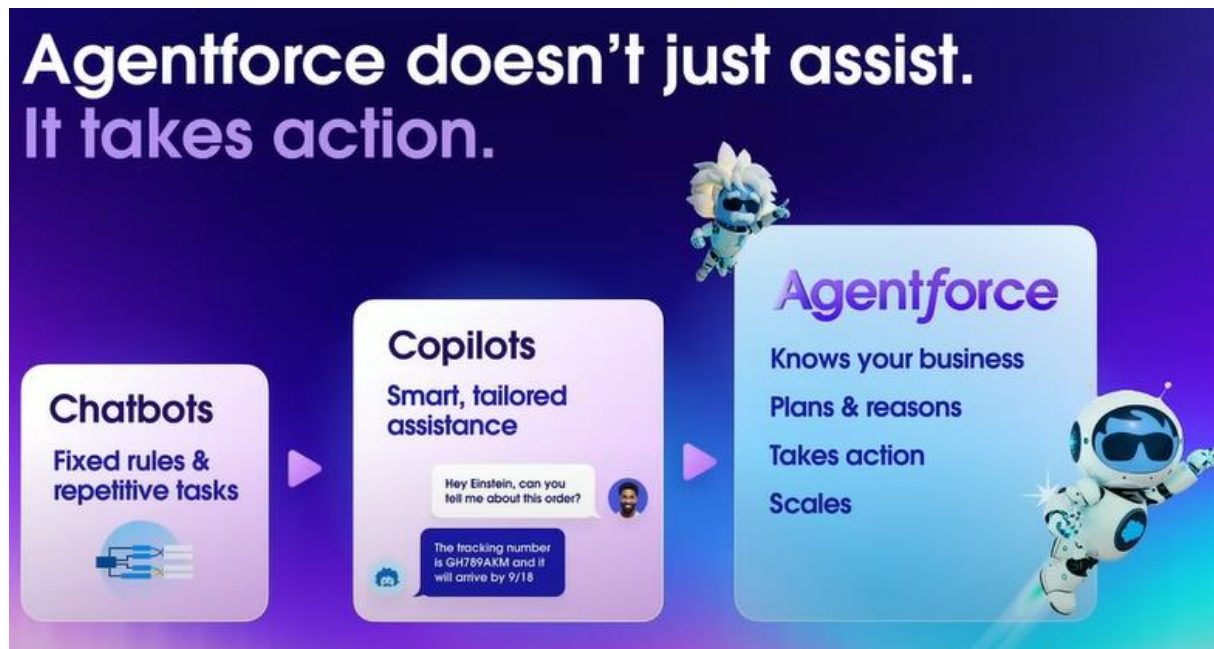 Agentforce doesn't just assist.
It takes action.
Chatbots
Fixed rules &
repetitive tasks
Copilots
Smart, tailored
assistance
Hey Einstein, can you
tell me about this order?
The tracking number
is GH789AKM and it
will arrive by 9/18
Agentforce
Knows your business
Plans & reasons
Takes action
Scales